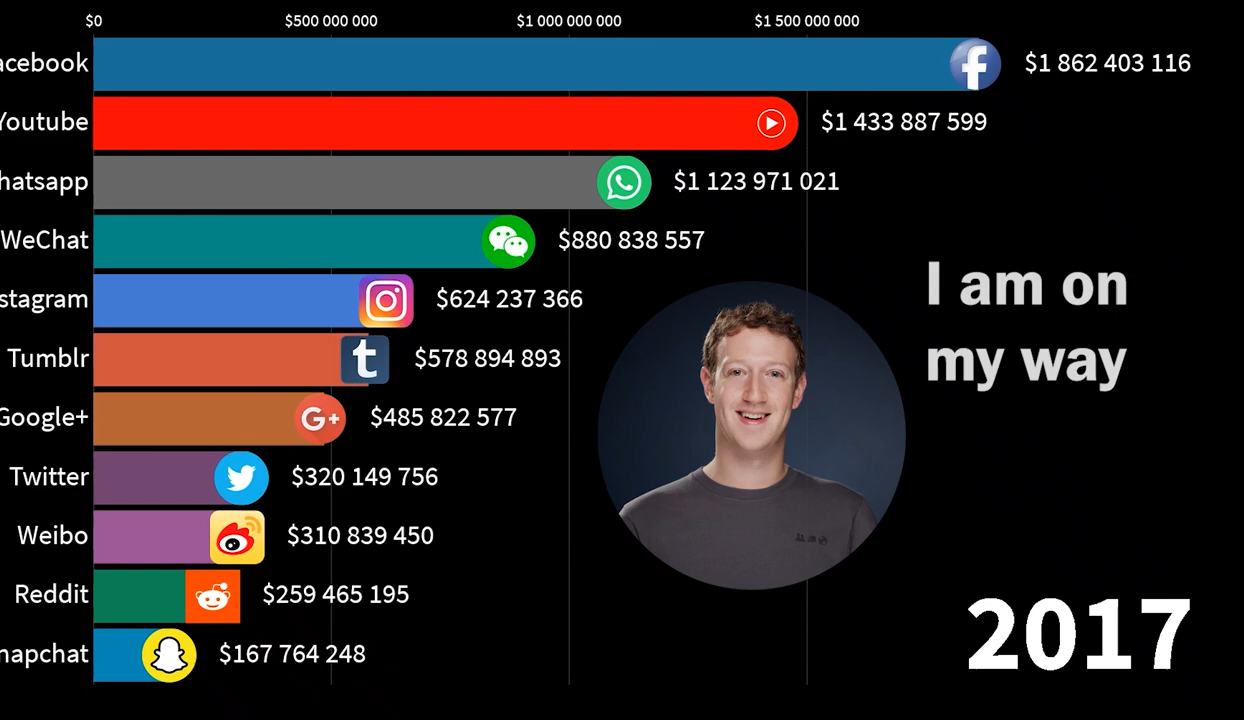 $0 $500 000 000 $1 000 000 000 $1 500 000 000
acebook $1 862 403 116
Youtube $1 433 887 599
hatsapp $1 123 971 021
WeChat $880 838 557
stagram $624 237 366
Tumblr t $578 894 893
Google+ G+ $485 822 577
Twitter $320 149 756
Weibo $310 839 450
Reddit $259 465 195
napchat $167 764 248
I am on
my way
2017